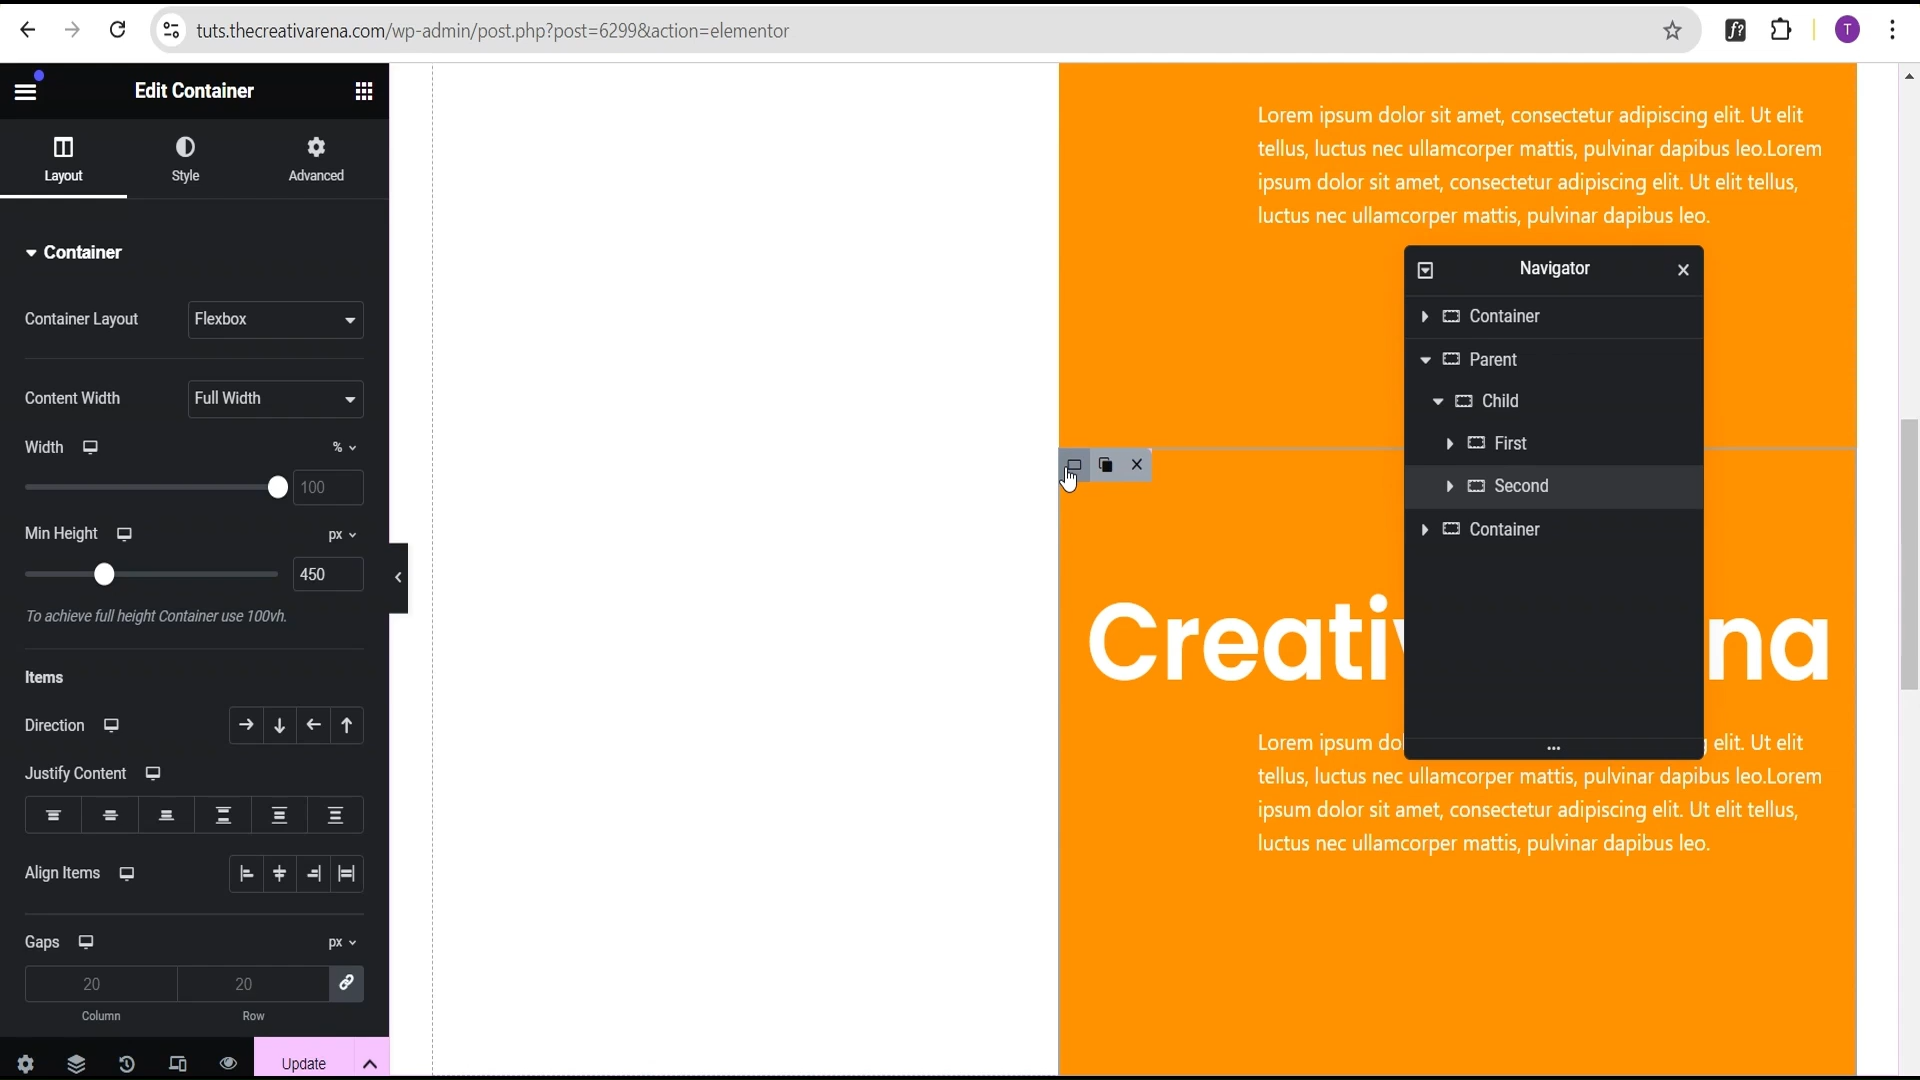 tuts.thecreativarena.com/wp-admin/post.php?post=6299&action=elementor
f?
T
Edit Container
Layout
Style
Advanced
Container
Container Layout
Flexbox
Content Width
Full Width
Width
%
100
Min Height
px
450
To achieve full height Container use 100vh.
Items
Direction
Justify Content
Align Items
Gaps
px
20
20
Column
Row
Update
Lorem ipsum dolor sit amet, consectetur adipiscing elit. Ut elit
tellus, luctus nec ullamcorper mattis, pulvinar dapibus leo.Lorem
ipsum dolor sit amet, consectetur adipiscing elit. Ut elit tellus,
luctus nec ullamcorper mattis, pulvinar dapibus leo.
Navigator
Container
Parent
Child
First
Second
Container
Creativ na
Lorem ipsum dol elit. Ut elit
tellus, luctus nec ullamcorper mattis, pulvinar dapibus leo.Lorem
ipsum dolor sit amet, consectetur adipiscing elit. Ut elit tellus,
luctus nec ullamcorper mattis, pulvinar dapibus leo.